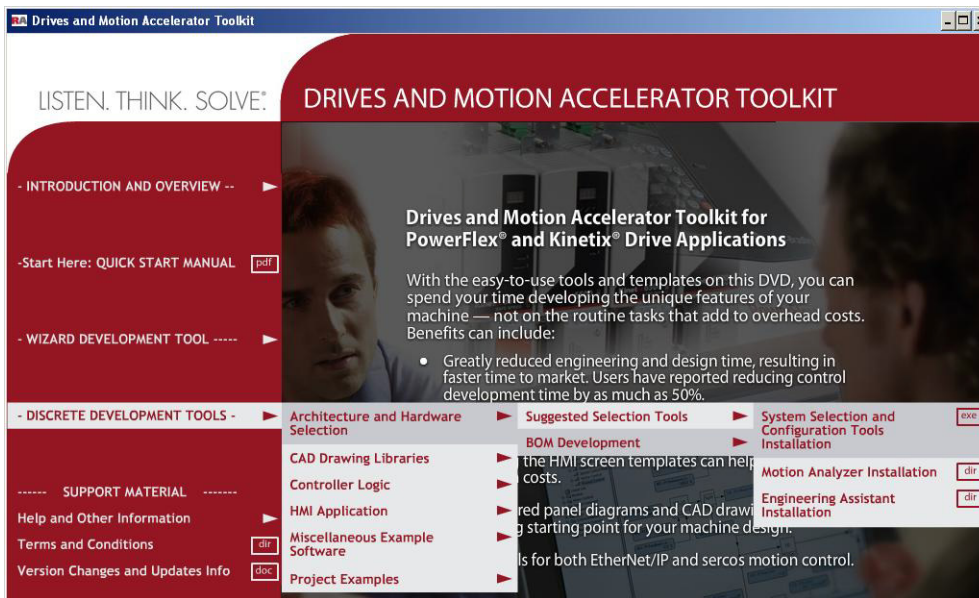 RA Drives and Motion Accelerator Toolkit
LISTEN. THINK. SOLVE.®
DRIVES AND MOTION ACCELERATOR TOOLKIT
- INTRODUCTION AND OVERVIEW --
-Start Here: QUICK START MANUAL pdf
- WIZARD DEVELOPMENT TOOL -----
- DISCRETE DEVELOPMENT TOOLS -
------ SUPPORT MATERIAL -------
Help and Other Information
Terms and Conditions dir
Version Changes and Updates Info doc
Drives and Motion Accelerator Toolkit for
PowerFlex® and Kinetix® Drive Applications
With the easy-to-use tools and templates on this DVD, you can
spend your time developing the unique features of your
machine — not on the routine tasks that add to overhead costs.
Benefits can include:
• Greatly reduced engineering and design time, resulting in
faster time to market. Users have reported reducing control
development time by as much as 50%.
Architecture and Hardware
Selection
CAD Drawing Libraries
Controller Logic
HMI Application
Miscellaneous Example
Software
Project Examples
Suggested Selection Tools
BOM Development
System Selection and
Configuration Tools
Installation exe
Motion Analyzer Installation dir
Engineering Assistant
Installation dir
the HMI screen templates can help
costs.
red panel diagrams and CAD drawi
starting point for your machine design.
ls for both EtherNet/IP and sercos motion control.